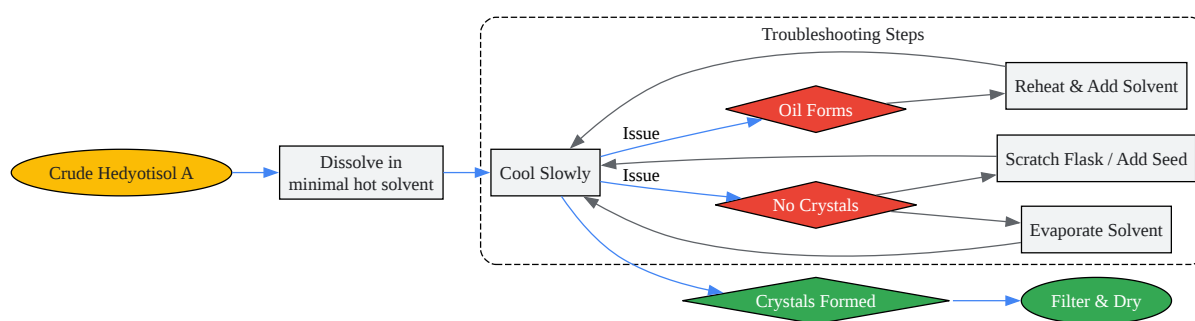 Troubleshooting Steps
Reheat & Add Solvent
Oil Forms
Issue
Crude Hedyotisol A
Dissolve in
minimal hot solvent
Cool Slowly
Scratch Flask / Add Seed
Issue
No Crystals
Evaporate Solvent
Crystals Formed
Filter & Dry